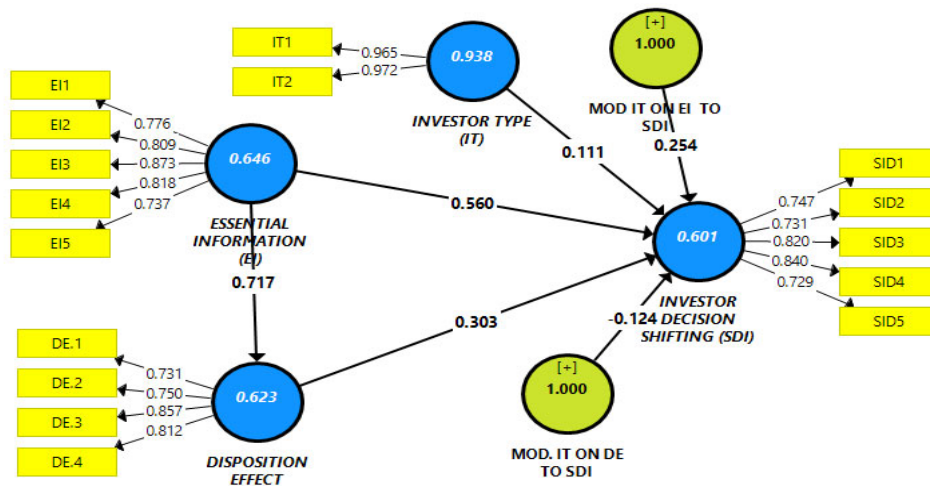 IT1
IT2
0.965
0.972
0.938
INVESTOR TYPE
(IT)
[+]
1.000
MOD IT ON EI TO
SDI
0.254
0.111
EI1
EI2
EI3
EI4
EI5
0.776
0.809
0.873
0.818
0.737
0.646
ESSENTIAL
INFORMATION
(EI)
0.560
0.717
SID1
SID2
SID3
SID4
SID5
0.747
0.731
0.820
0.840
0.729
0.601
INVESTOR
DECISION
SHIFTING (SDI)
0.303
-0.124
DE.1
DE.2
DE.3
DE.4
0.731
0.750
0.857
0.812
0.623
DISPOSITION
EFFECT
[+]
1.000
MOD. IT ON DE
TO SDI